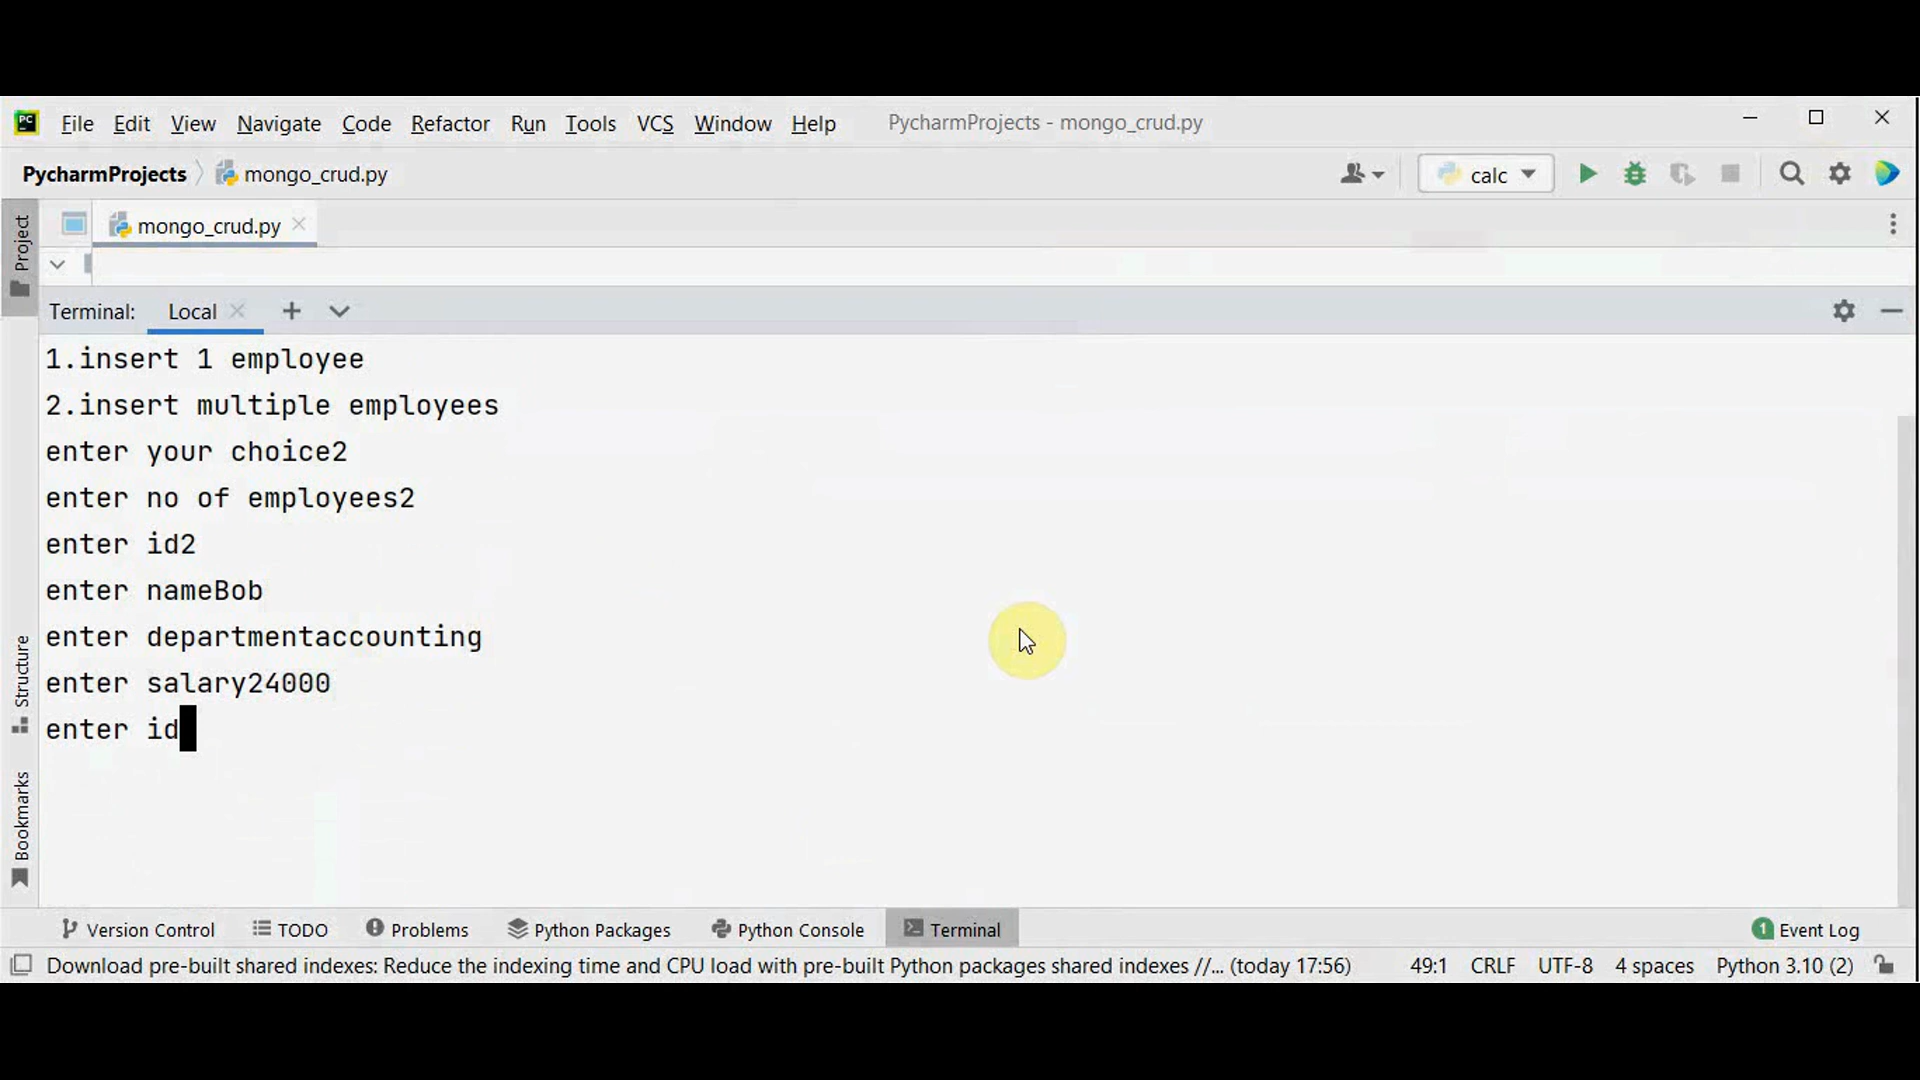 PC File Edit View Navigate Code Refactor Run Tools VCS Window Help PycharmProjects - mongo_crud.py
PycharmProjects mongo_crud.py calc
Project
mongo_crud.py
Terminal: Local
1.insert 1 employee
2.insert multiple employees
enter your choice2
enter no of employees2
enter id2
enter nameBob
enter departmentaccounting
enter salary24000
enter id
Structure
Bookmarks
Version Control TODO Problems Python Packages Python Console Terminal 1 Event Log
Download pre-built shared indexes: Reduce the indexing time and CPU load with pre-built Python packages shared indexes //... (today 17:56) 49:1 CRLF UTF-8 4 spaces Python 3.10 (2)